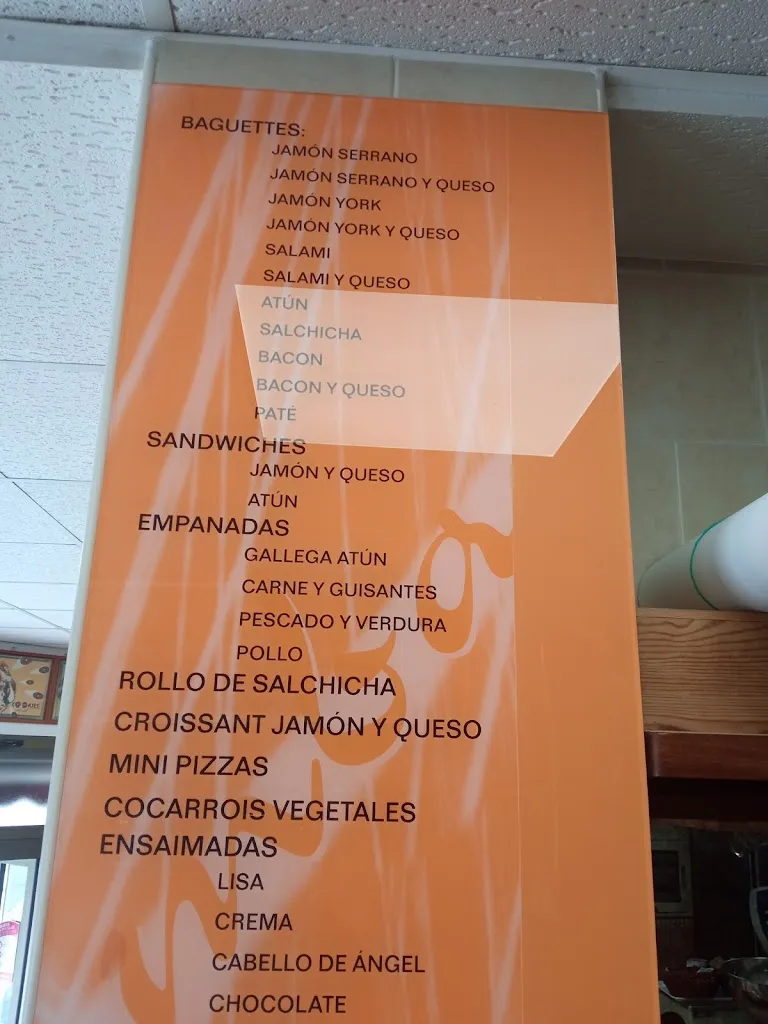 BAGUETTES:
JAMÓN SERRANO
JAMÓN SERRANO Y QUESO
JAMÓN YORK
JAMÓN YORK Y QUESO
SALAMI
SALAMI Y QUESO
ATÚN
SALCHICHA
BACON
BACON Y QUESO
PATÉ
SANDWICHES
JAMÓN Y QUESO
ATÚN
EMPANADAS
GALLEGA ATÚN
CARNE Y GUISANTES
PESCADO Y VERDURA
POLLO
ROLLO DE SALCHICHA
CROISSANT JAMÓN Y QUESO
MINI PIZZAS
COCARROIS VEGETALES
ENSAIMADAS
LISA
CREMA
CABELLO DE ÁNGEL
CHOCOLATE